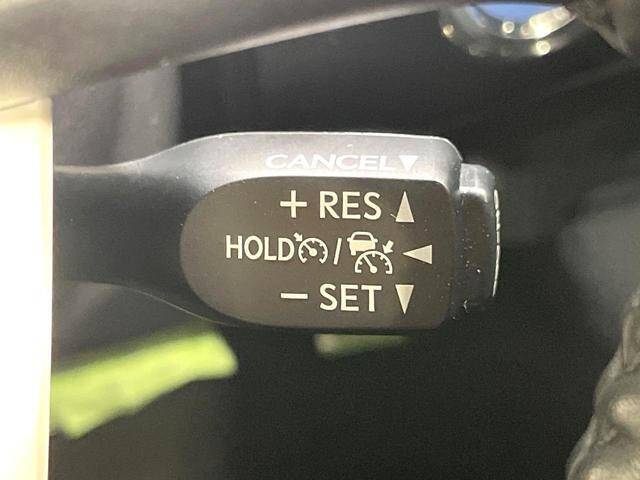 CANCEL▼
+ RES ▲
HOLD / ◀
− SET ▼